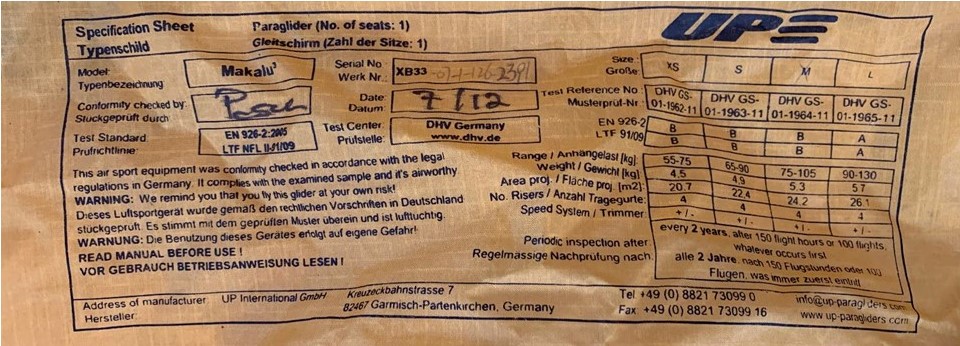 Specification Sheet Paraglider (No. of seats: 1)
Typenschild Gleitschirm (Zahl der Sitze: 1)
UP
Model: Makalu³
Typenbezeichnung
Serial No XB33
Werk Nr.:
Size: XS S M L
Größe:
Conformity checked by:
Stückgeprüft durch
Date: 7/12
Datum:
Test Reference No DHV GS-01-1962-11 DHV GS-01-1963-11 DHV GS-01-1964-11 DHV GS-01-1965-11
Musterprüf-Nr
Test Standard EN 926-2:2005
Prüfrichtlinie: LTF NFL II-91/09
Test Center: DHV Germany
Prüfstelle: www.dhv.de
EN 926-2 B B B A
LTF 91/09 B B B A
This air sport equipment was conformity checked in accordance with the legal
regulations in Germany. It complies with the examined sample and it's airworthy.
WARNING: We remind you that you fly this glider at your own risk!
Dieses Luftsportgerät wurde gemäß den rechtlichen Vorschriften in Deutschland
stückgeprüft. Es stimmt mit dem geprüften Muster überein und ist lufttüchtig.
WARNUNG: Die Benutzung dieses Gerätes erfolgt auf eigene Gefahr!
READ MANUAL BEFORE USE !
VOR GEBRAUCH BETRIEBSANWEISUNG LESEN !
Range / Anhängelast [kg]: 55-75 65-90 75-105 90-130
Weight / Gewicht [kg] 4.5 4.9 5.3 5.7
Area proj. / Fläche proj. [m2]: 20.7 22.4 24.2 26.1
No. Risers / Anzahl Tragegurte: 4 4 4 4
Speed System / Trimmer +/- +/- +/- +/-
Periodic inspection after every 2 years, after 150 flight hours or 100 flights,
whatever occurs first
Regelmässige Nachprüfung nach: alle 2 Jahre, nach 150 Flugstunden oder 100
Flügen, was immer zuerst eintritt
Address of manufacturer UP International GmbH Kreuzeckbahnstrasse 7 Tel +49 (0) 8821 73099 0 info@up-paragliders.com
Hersteller: 82467 Garmisch-Partenkirchen, Germany Fax +49 (0) 8821 73099 16 www.up-paragliders.com